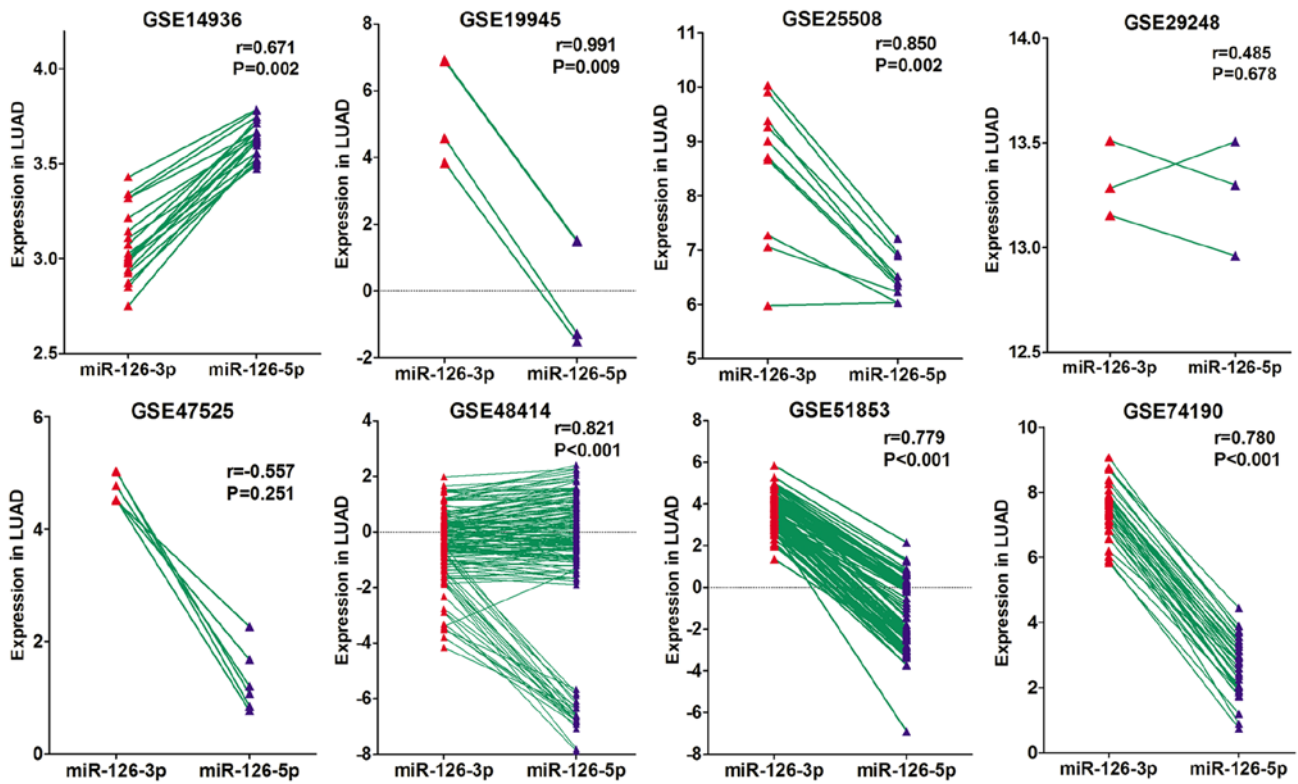 GSE14936
r=0.671
P=0.002
Expression in LUAD
4.0
3.5
3.0
2.5
miR-126-3p miR-126-5p
GSE19945
r=0.991
P=0.009
Expression in LUAD
8
6
4
2
0
-2
miR-126-3p miR-126-5p
GSE25508
r=0.850
P=0.002
Expression in LUAD
11
10
9
8
7
6
5
miR-126-3p miR-126-5p
GSE29248
r=0.485
P=0.678
Expression in LUAD
14.0
13.5
13.0
12.5
miR-126-3p miR-126-5p
GSE47525
r=-0.557
P=0.251
Expression in LUAD
6
4
2
0
miR-126-3p miR-126-5p
GSE48414
r=0.821
P<0.001
Expression in LUAD
4
2
0
-2
-4
-6
-8
miR-126-3p miR-126-5p
GSE51853
r=0.779
P<0.001
Expression in LUAD
8
6
4
2
0
-2
-4
-6
-8
miR-126-3p miR-126-5p
GSE74190
r=0.780
P<0.001
Expression in LUAD
10
8
6
4
2
0
miR-126-3p miR-126-5p